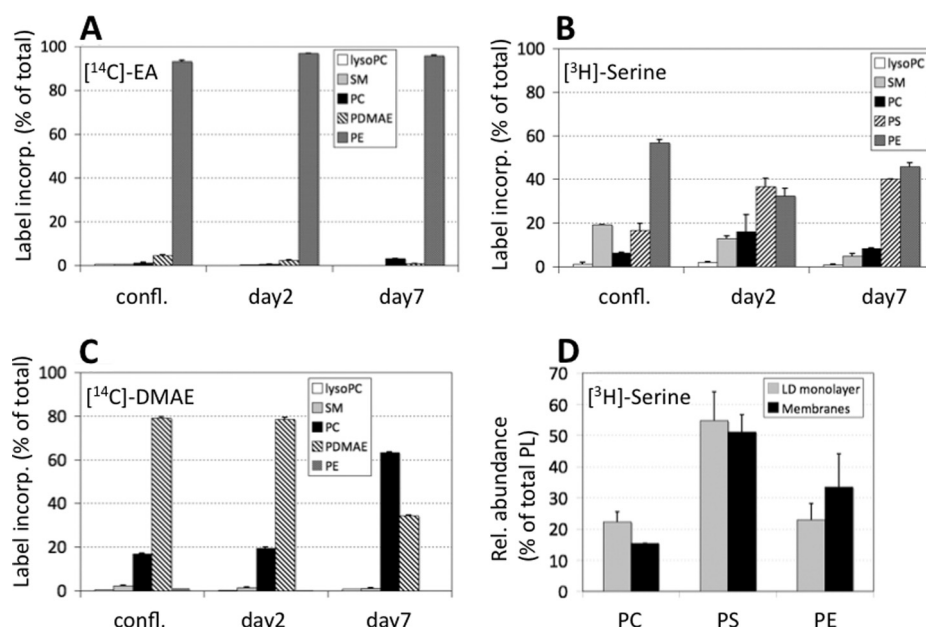 A
[¹⁴C]-EA
Label incorp. (% of total)
100
80
60
40
20
0
lysoPC
SM
PC
PDMAE
PE
confl. day2 day7
B
[³H]-Serine
Label incorp. (% of total)
100
80
60
40
20
0
lysoPC
SM
PC
PS
PE
confl. day2 day7
C
[¹⁴C]-DMAE
Label incorp. (% of total)
100
80
60
40
20
0
lysoPC
SM
PC
PDMAE
PE
confl. day2 day7
D
[³H]-Serine
Rel. abundance
(% of total PL)
70
60
50
40
30
20
10
0
LD monolayer
Membranes
PC PS PE